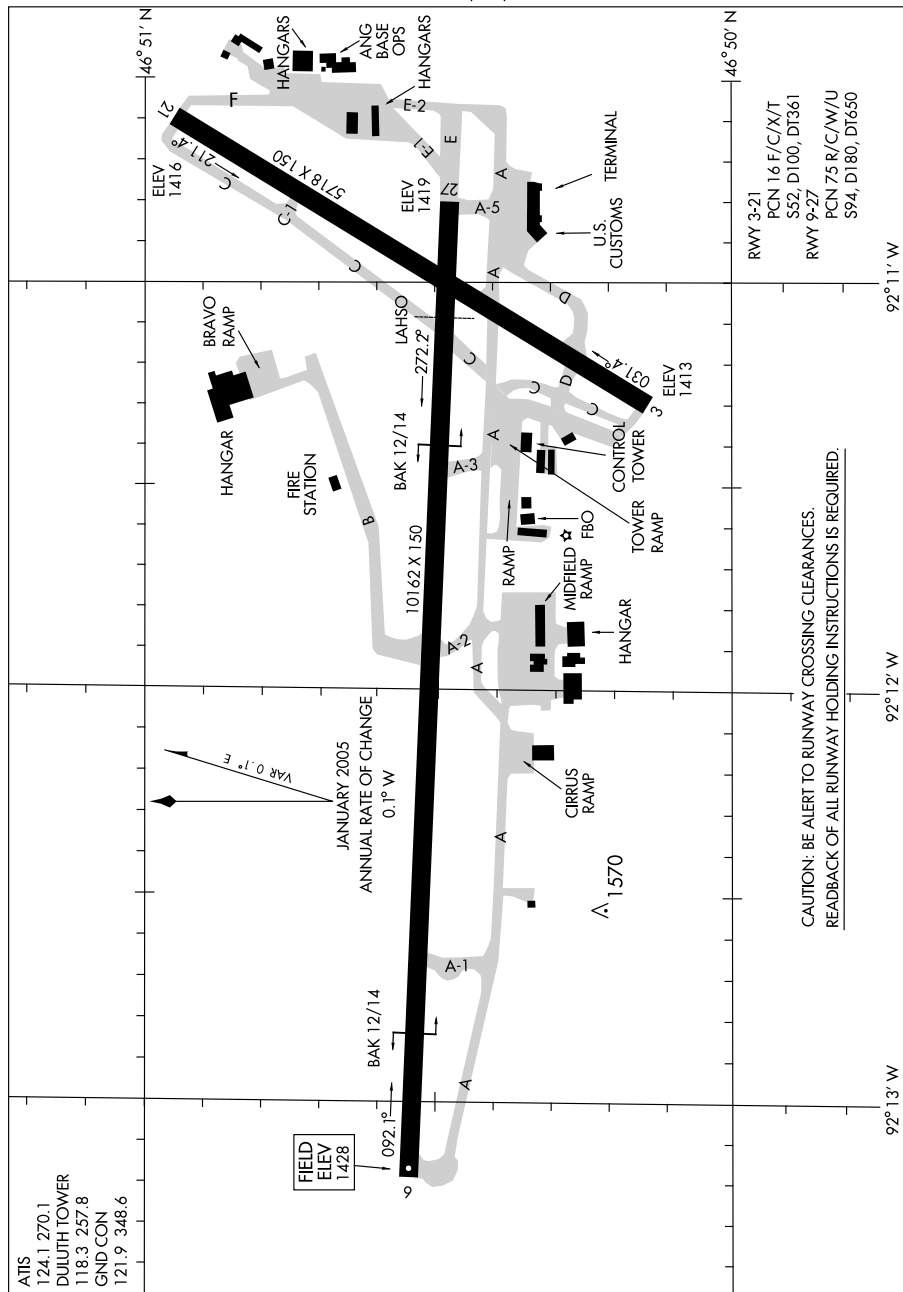 ATIS
124.1 270.1
DULUTH TOWER
118.3 257.8
GND CON
121.9 348.6
FIELD
ELEV
1428
9
092.1°
BAK 12/14
JANUARY 2005
ANNUAL RATE OF CHANGE
0.1° W
VAR 0.1° E
10162 X 150
BAK 12/14
272.2°
LAHSO
27
ELEV
1419
ELEV
1416
21
211.4°
5718 X 150
031.4°
3
ELEV
1413
FIRE
STATION
HANGAR
BRAVO
RAMP
HANGARS
ANG
BASE
OPS
HANGARS
F
E-2
E-1
E
A
A-5
C
C-1
C
C
C
C
D
D
A
A
A-3
B
A-2
A
A
A-1
A
TERMINAL
U.S.
CUSTOMS
CONTROL
TOWER
TOWER
RAMP
RAMP
FBO
MIDFIELD
RAMP
HANGAR
CIRRUS
RAMP
1570
RWY 3-21
PCN 16 F/C/X/T
S52, D100, DT361
RWY 9-27
PCN 75 R/C/W/U
S94, D180, DT650
CAUTION: BE ALERT TO RUNWAY CROSSING CLEARANCES.
READBACK OF ALL RUNWAY HOLDING INSTRUCTIONS IS REQUIRED.
46° 51' N
46° 50' N
92° 13' W
92° 12' W
92° 11' W